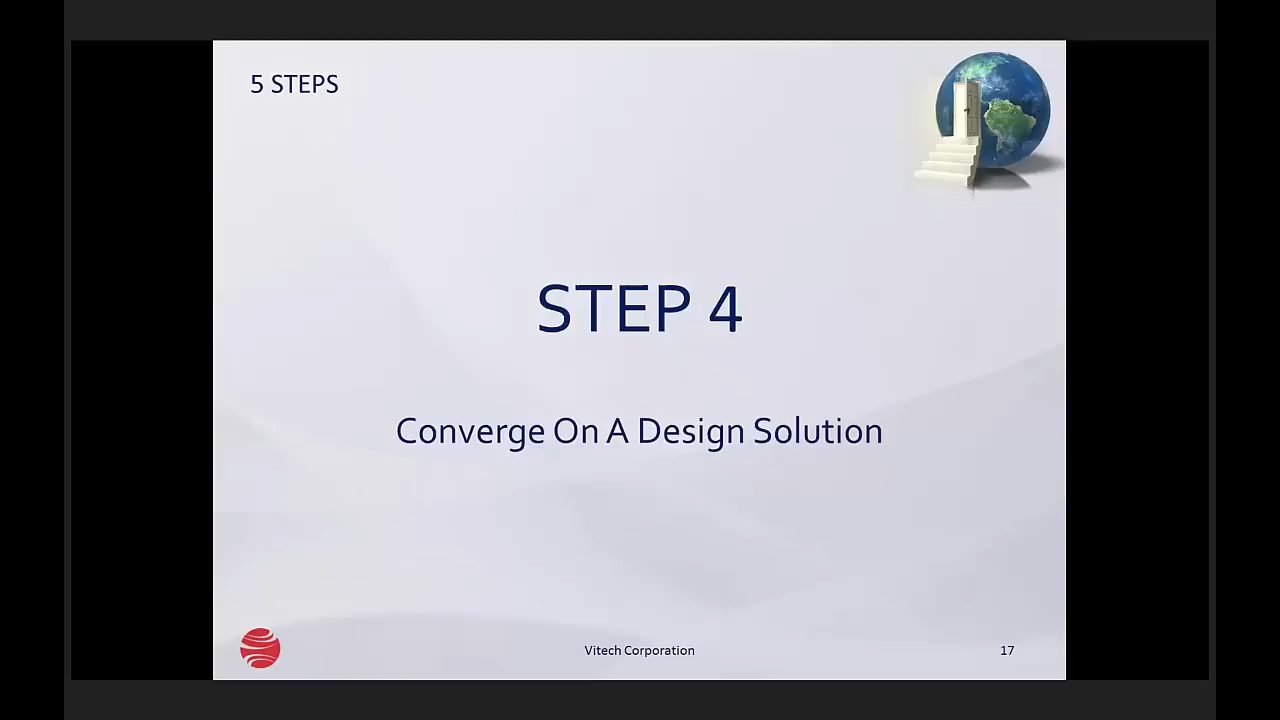 5 STEPS
STEP 4
Converge On A Design Solution
Vitech Corporation
17